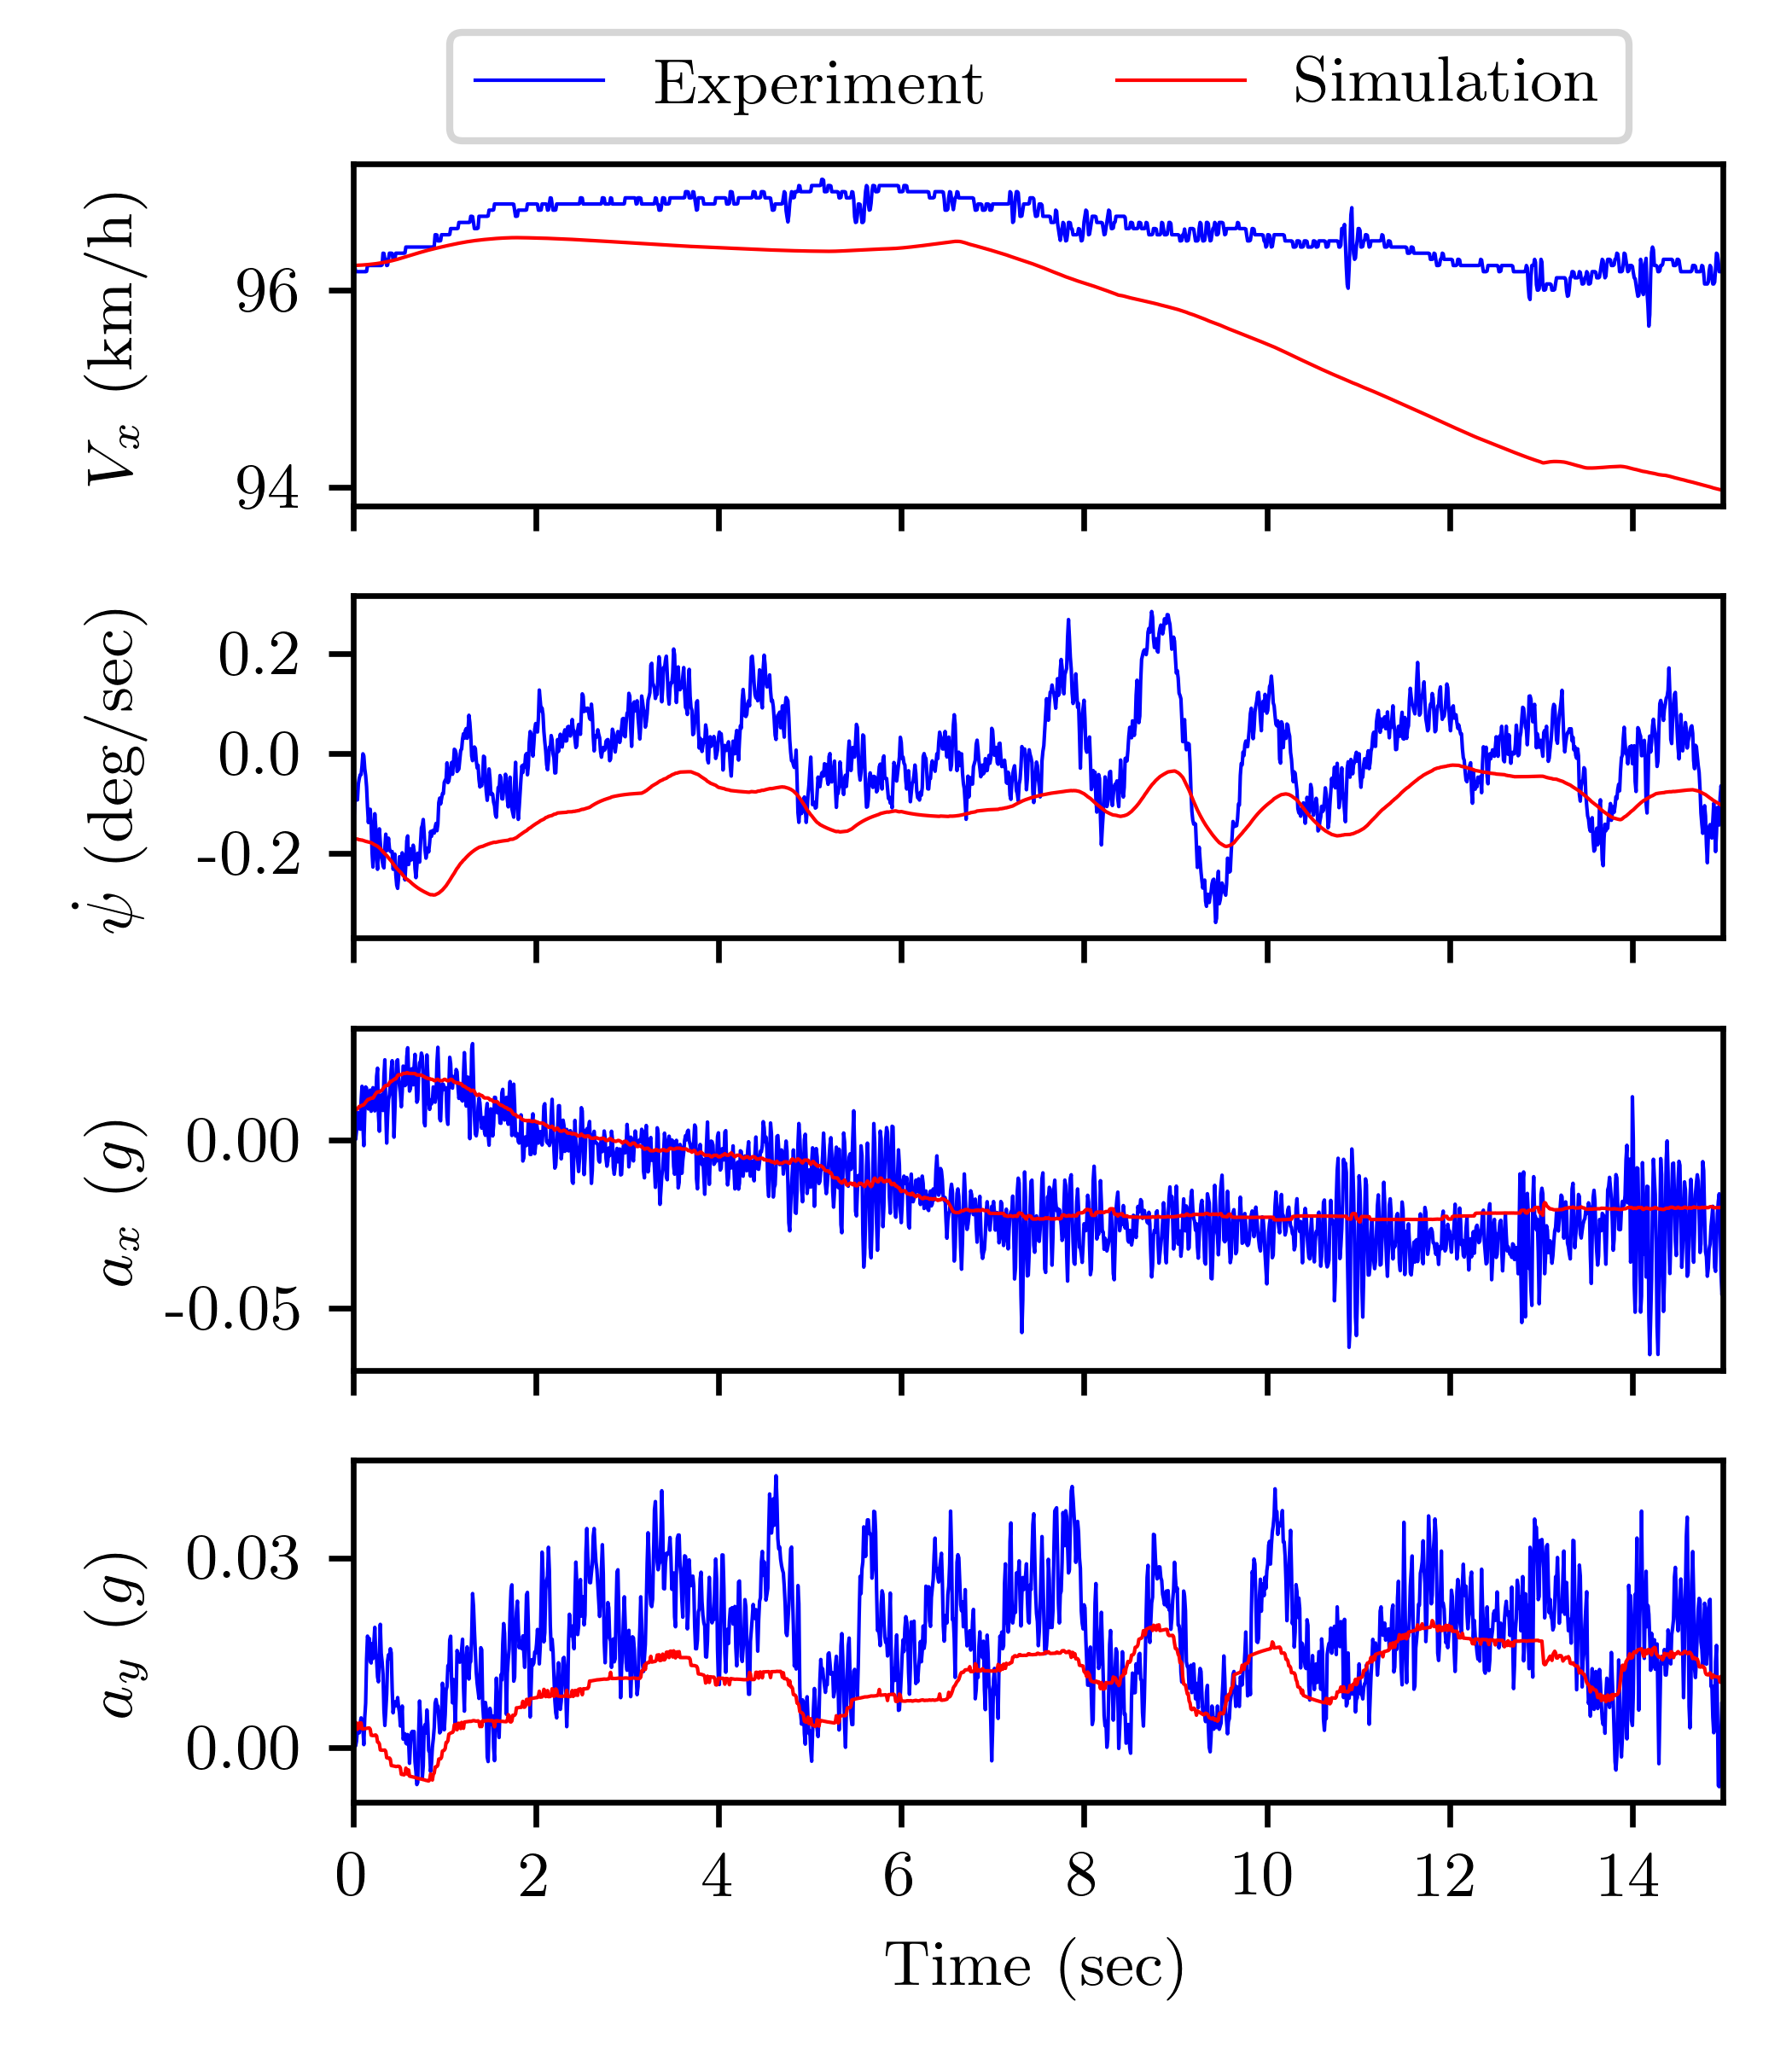 Experiment Simulation
V_x (km/h)
96
94
ψ̇ (deg/sec)
0.2
0.0
-0.2
a_x (g)
0.00
-0.05
a_y (g)
0.03
0.00
0 2 4 6 8 10 12 14
Time (sec)